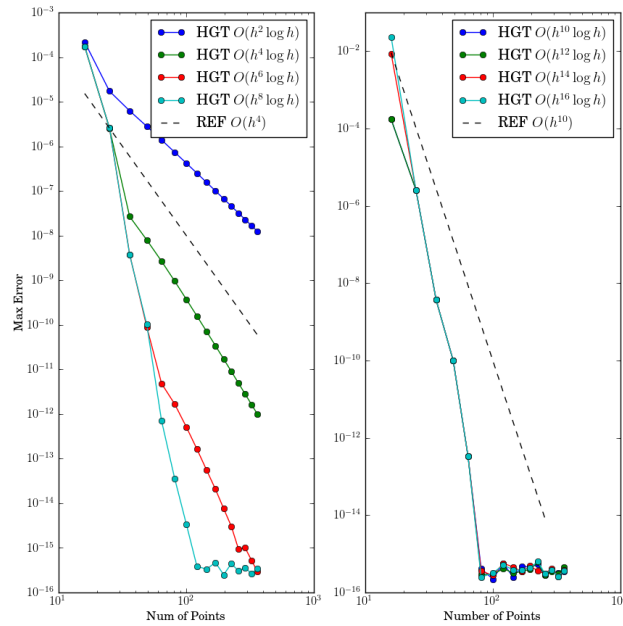 HGT O(h² log h)
HGT O(h⁴ log h)
HGT O(h⁶ log h)
HGT O(h⁸ log h)
REF O(h⁴)
10⁻³
10⁻⁴
10⁻⁵
10⁻⁶
10⁻⁷
10⁻⁸
10⁻⁹
10⁻¹⁰
10⁻¹¹
10⁻¹²
10⁻¹³
10⁻¹⁴
10⁻¹⁵
10⁻¹⁶
Max Error
10¹
10²
10³
Num of Points
HGT O(h¹⁰ log h)
HGT O(h¹² log h)
HGT O(h¹⁴ log h)
HGT O(h¹⁶ log h)
REF O(h¹⁰)
10⁻²
10⁻⁴
10⁻⁶
10⁻⁸
10⁻¹⁰
10⁻¹²
10⁻¹⁴
10⁻¹⁶
10¹
10²
10³
Number of Points